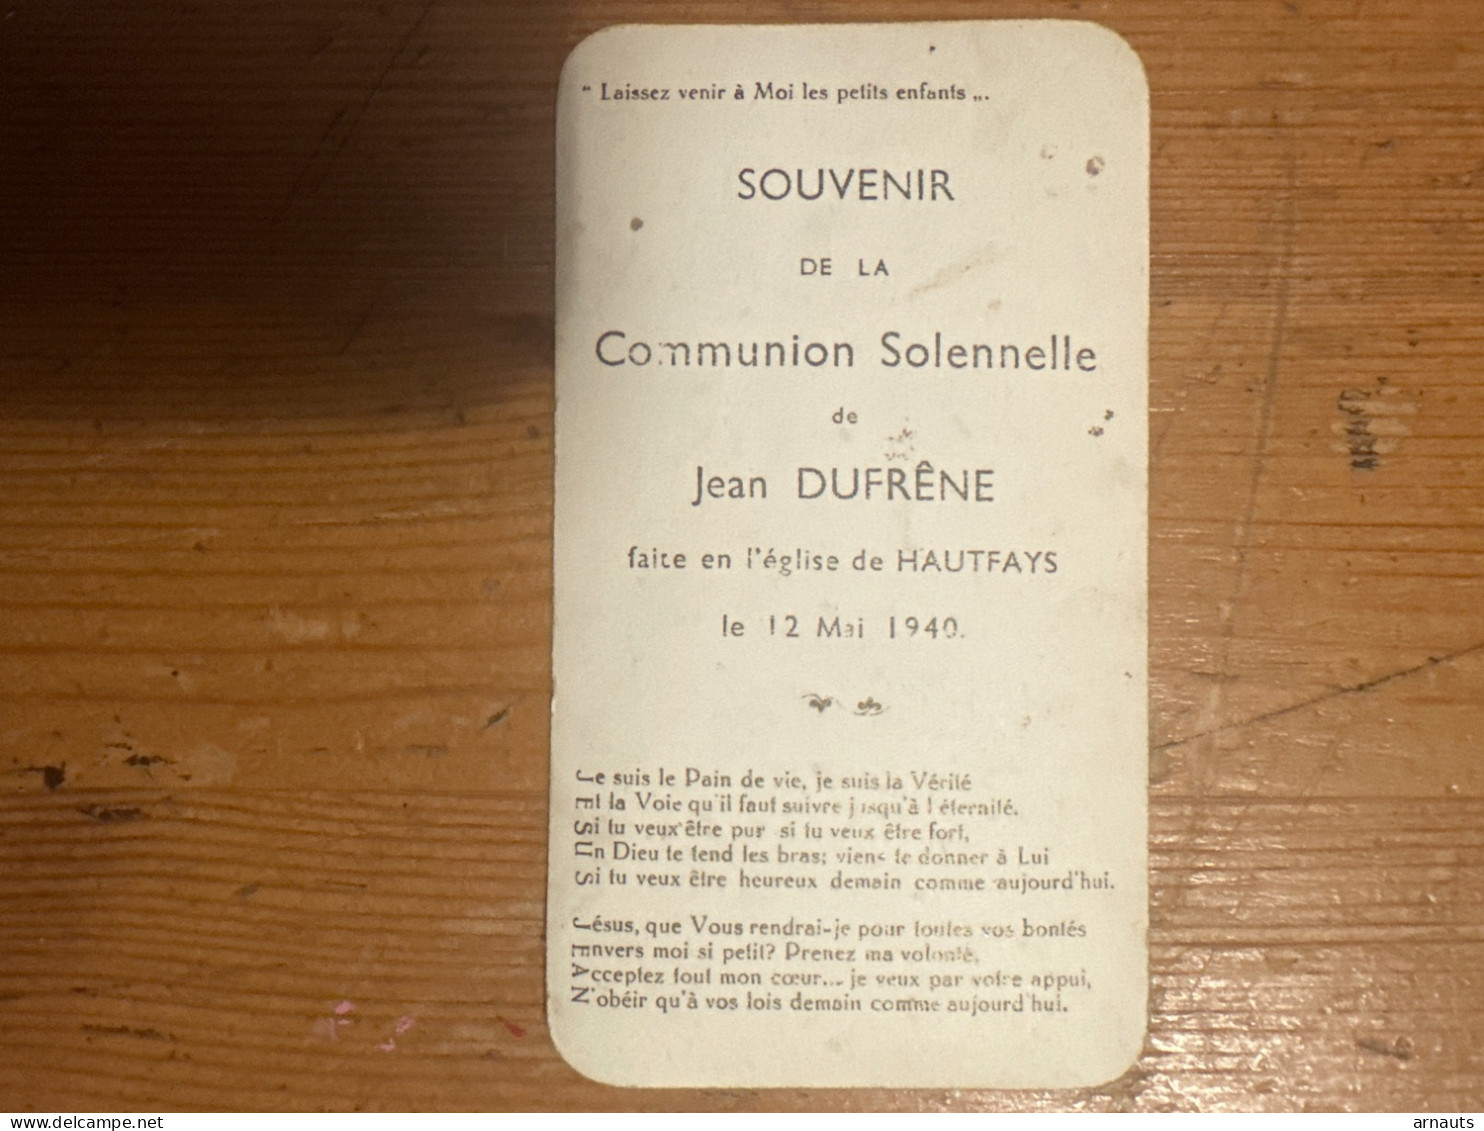 " Laissez venir à Moi les petits enfants „.
SOUVENIR
DE LA
Communion Solennelle
de
Jean DUFRÊNE
faite en l'église de HAUTFAYS
le 12 Mai 1940.
Je suis le Pain de vie, je suis la Vérité
Et la Voie qu'il faut suivre jusqu'à l'éternité.
Si tu veux être pur si tu veux être fort,
Un Dieu te tend les bras; viens te donner à Lui
Si tu veux être heureux demain comme aujourd'hui.
Jésus, que Vous rendrai-je pour toutes vos bontés
Envers moi si petit? Prenez ma volonté,
Acceptez tout mon cœur... je veux par votre appui,
N'obéir qu'à vos lois demain comme aujourd'hui.
www.delcampe.net
arnauts